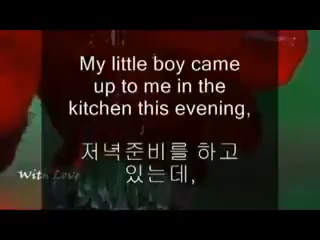 My little boy came
up to me in the
kitchen this evening,
저녁준비를 하고
있는데,
With Love